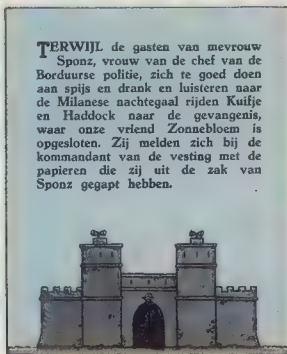 TERWIJL de gasten van mevrouw
Sponz, vrouw van de chef van de
Borduurse politie, zich te goed doen
aan spijs en drank en luisteren naar
de Milanese nachtegaal rijden Kuifje
en Haddock naar de gevangenis,
waar onze vriend Zonnebloem is
opgesloten. Zij melden zich bij de
kommandant van de vesting met de
papieren die zij uit de zak van
Sponz gegapt hebben.